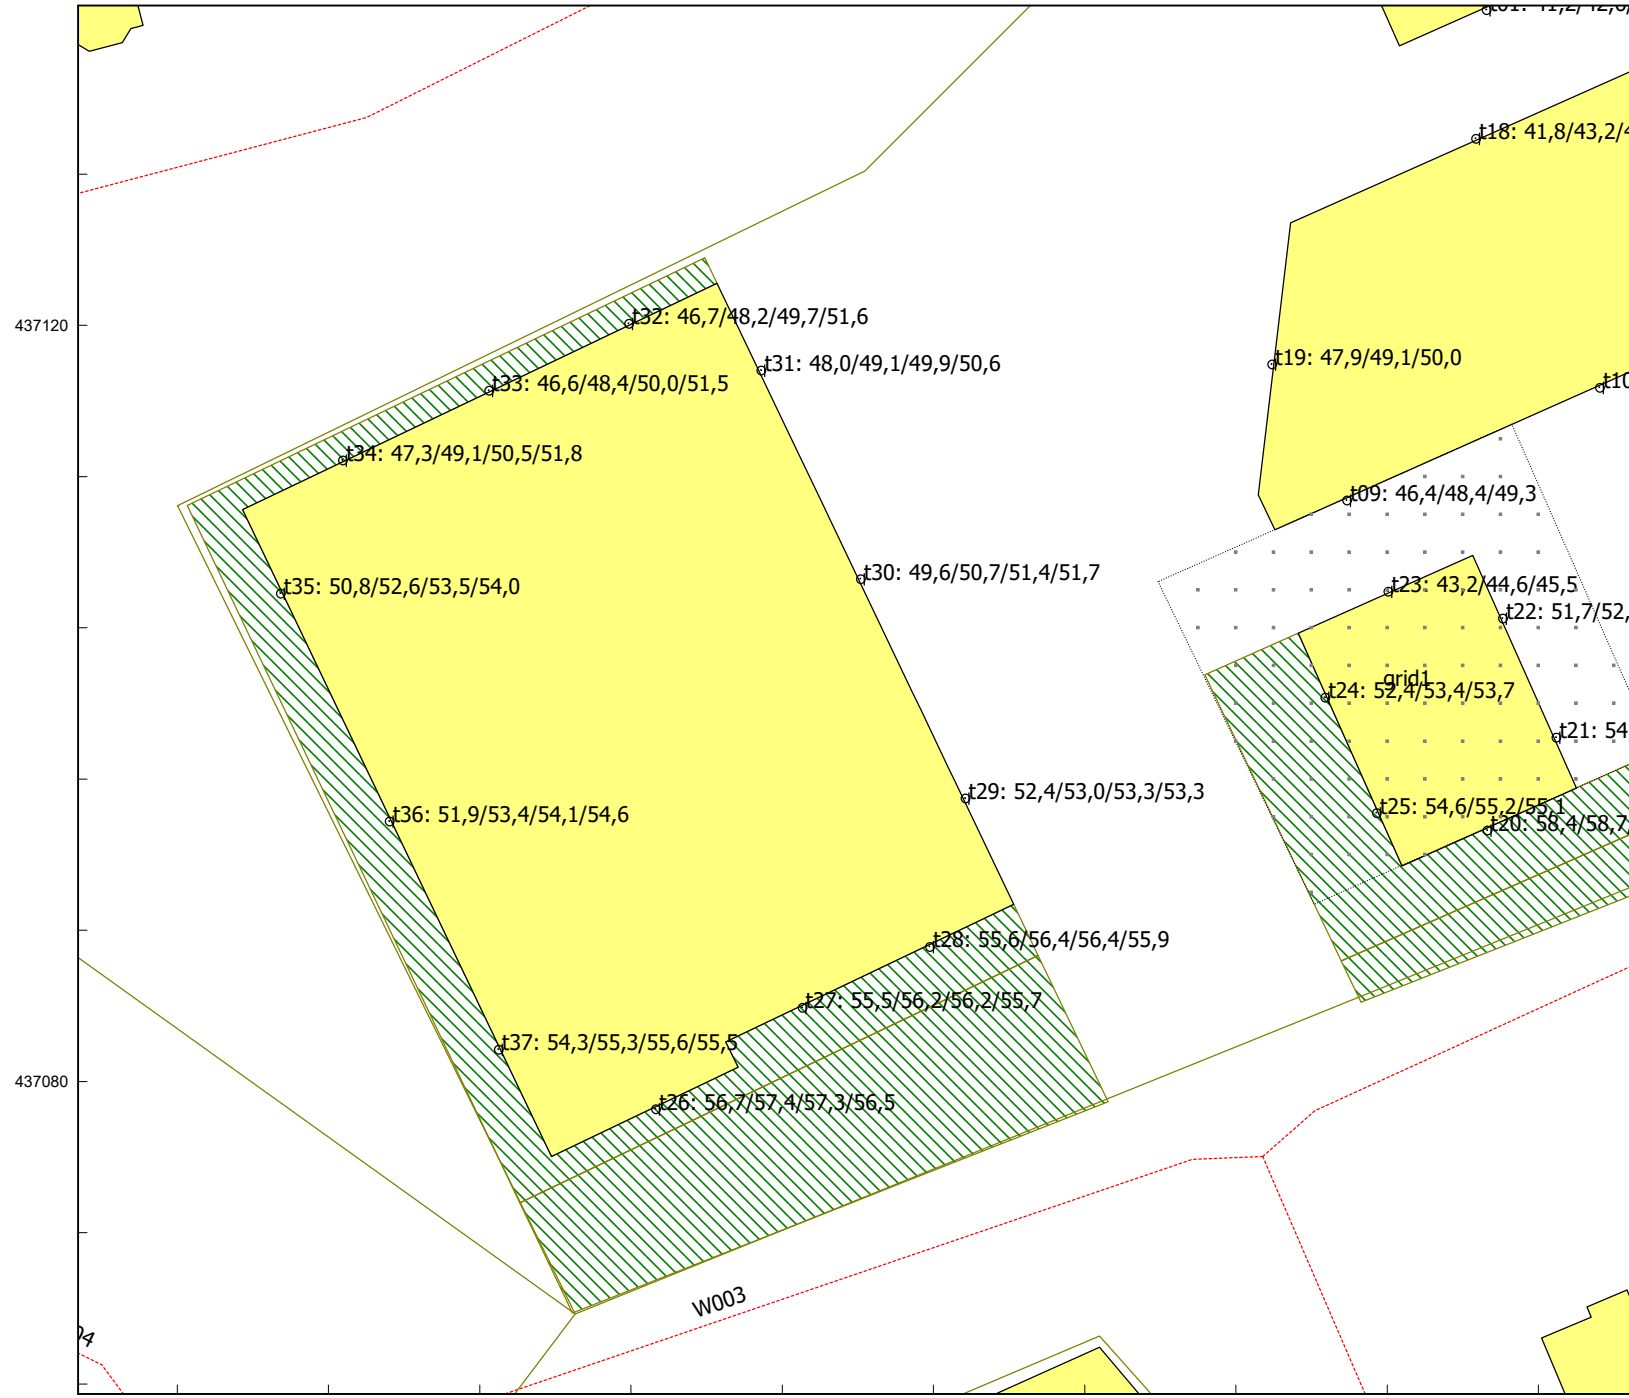 t18: 41,8/43,2/4
437120
t32: 46,7/48,2/49,7/51,6
t31: 48,0/49,1/49,9/50,6
t19: 47,9/49,1/50,0
t33: 46,6/48,4/50,0/51,5
t10
t34: 47,3/49,1/50,5/51,8
t09: 46,4/48,4/49,3
t35: 50,8/52,6/53,5/54,0
t30: 49,6/50,7/51,4/51,7
t23: 43,2/44,6/45,5
t22: 51,7/52,
grid1
t24: 52,4/53,4/53,7
t21: 54
t29: 52,4/53,0/53,3/53,3
t36: 51,9/53,4/54,1/54,6
t25: 54,6/55,2/55,1
t20: 58,4/58,7/
t28: 55,6/56,4/56,4/55,9
t27: 55,5/56,2/56,2/55,7
t37: 54,3/55,3/55,6/55,5
437080
t26: 56,7/57,4/57,3/56,5
W003
04